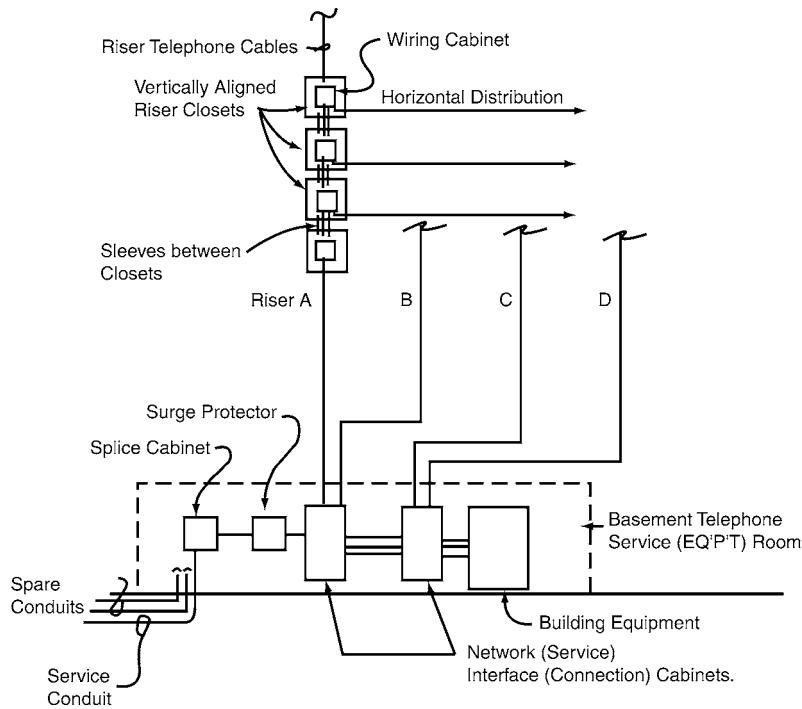 Wiring Cabinet
Riser Telephone Cables
Vertically Aligned
Riser Closets
Horizontal Distribution
Sleeves between
Closets
Riser A
B
C
D
Surge Protector
Splice Cabinet
Basement Telephone
Service (EQ'P'T) Room
Spare
Conduits
Building Equipment
Network (Service)
Interface (Connection) Cabinets.
Service
Conduit